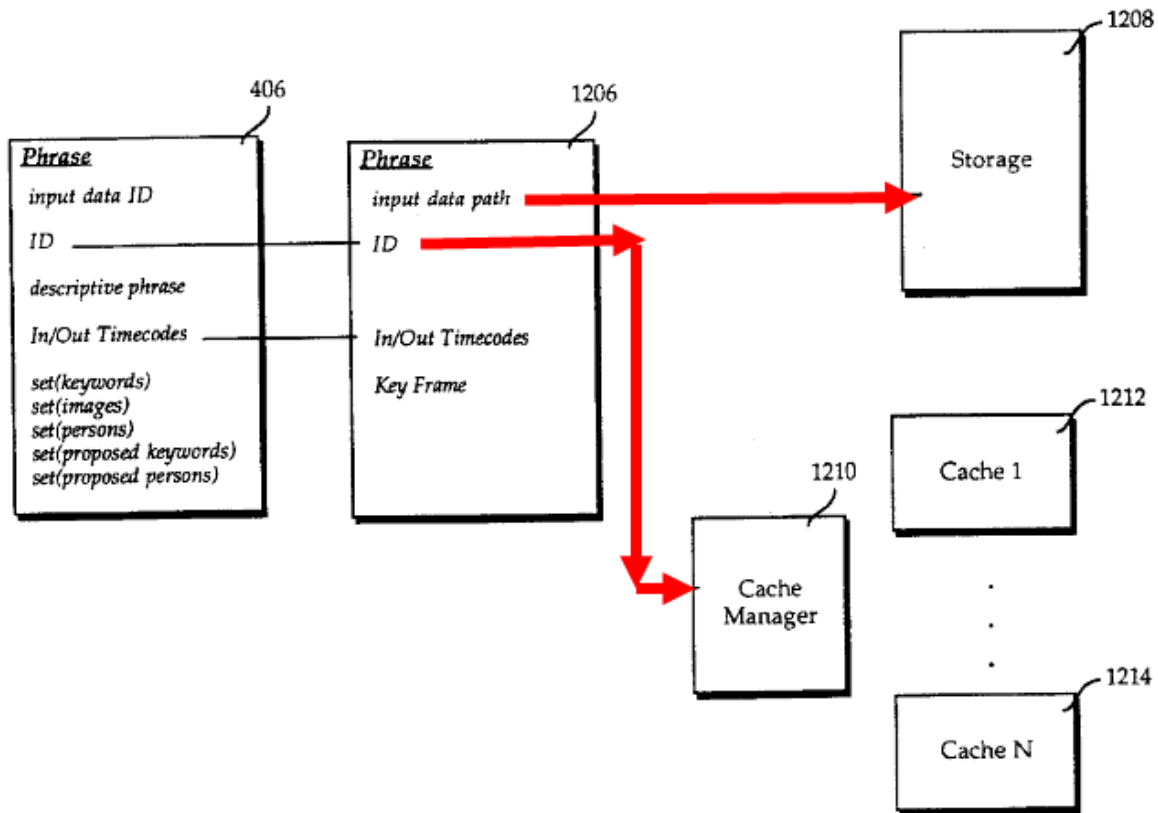 406
Phrase
input data ID
ID
descriptive phrase
In/Out Timecodes
set(keywords)
set(images)
set(persons)
set(proposed keywords)
set(proposed persons)
1206
Phrase
input data path
ID
In/Out Timecodes
Key Frame
1208
Storage
1210
Cache
Manager
1212
Cache 1
.
.
.
1214
Cache N